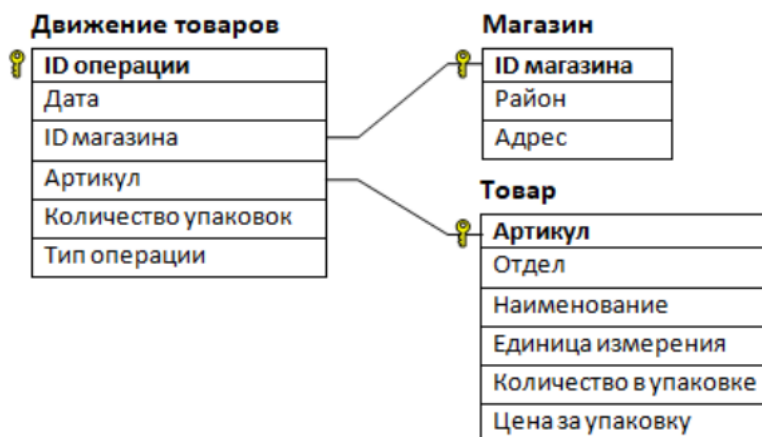 Движение товаров
ID операции
Дата
ID магазина
Артикул
Количество упаковок
Тип операции
Магазин
ID магазина
Район
Адрес
Товар
Артикул
Отдел
Наименование
Единица измерения
Количество в упаковке
Цена за упаковку